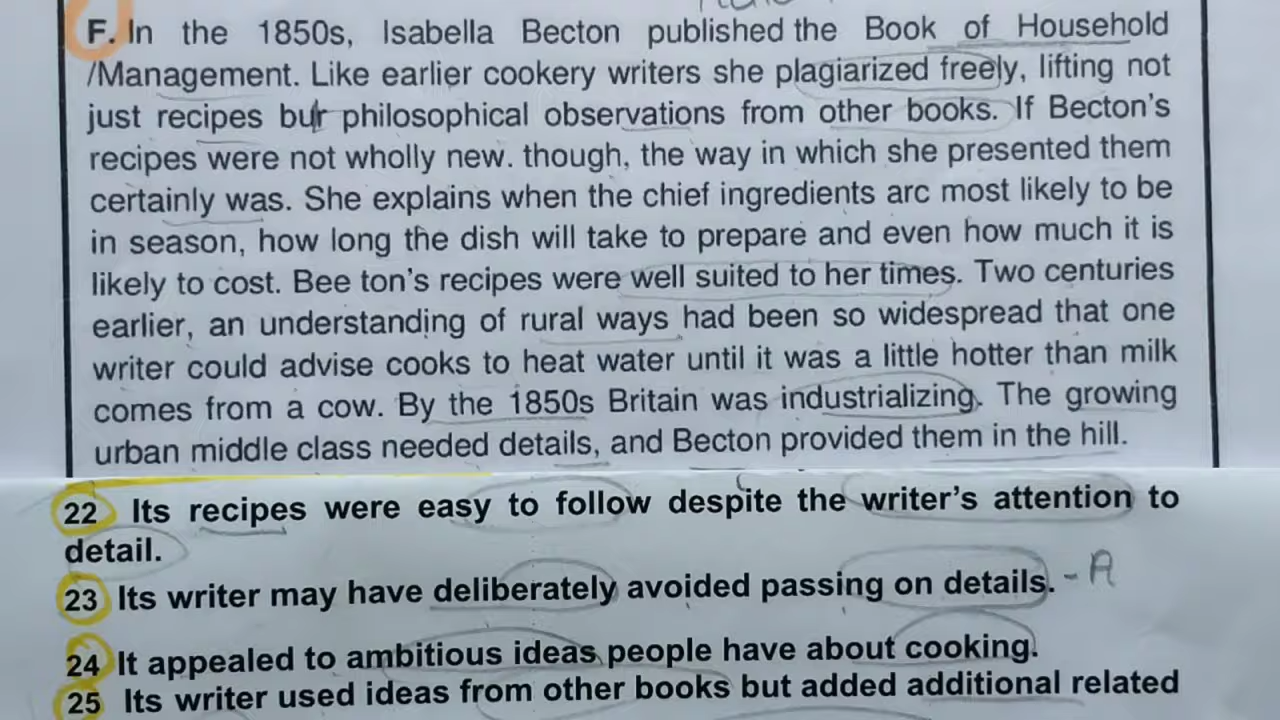 F. In the 1850s, Isabella Becton published the Book of Household
/Management. Like earlier cookery writers she plagiarized freely, lifting not
just recipes bur philosophical observations from other books. If Becton's
recipes were not wholly new. though, the way in which she presented them
certainly was. She explains when the chief ingredients arc most likely to be
in season, how long the dish will take to prepare and even how much it is
likely to cost. Bee ton's recipes were well suited to her times. Two centuries
earlier, an understanding of rural ways had been so widespread that one
writer could advise cooks to heat water until it was a little hotter than milk
comes from a cow. By the 1850s Britain was industrializing. The growing
urban middle class needed details, and Becton provided them in the hill.
22 Its recipes were easy to follow despite the writer's attention to
detail.
23 Its writer may have deliberately avoided passing on details. - A
24 It appealed to ambitious ideas people have about cooking.
25 Its writer used ideas from other books but added additional related